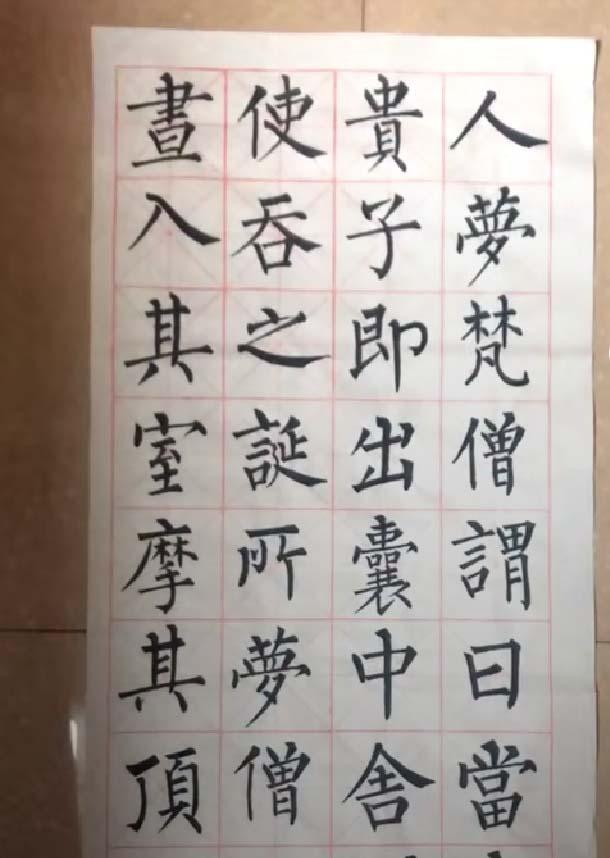 人夢梵僧謂曰當
貴子即出囊中舍
使吞之誕所夢僧
晝入其室摩其頂